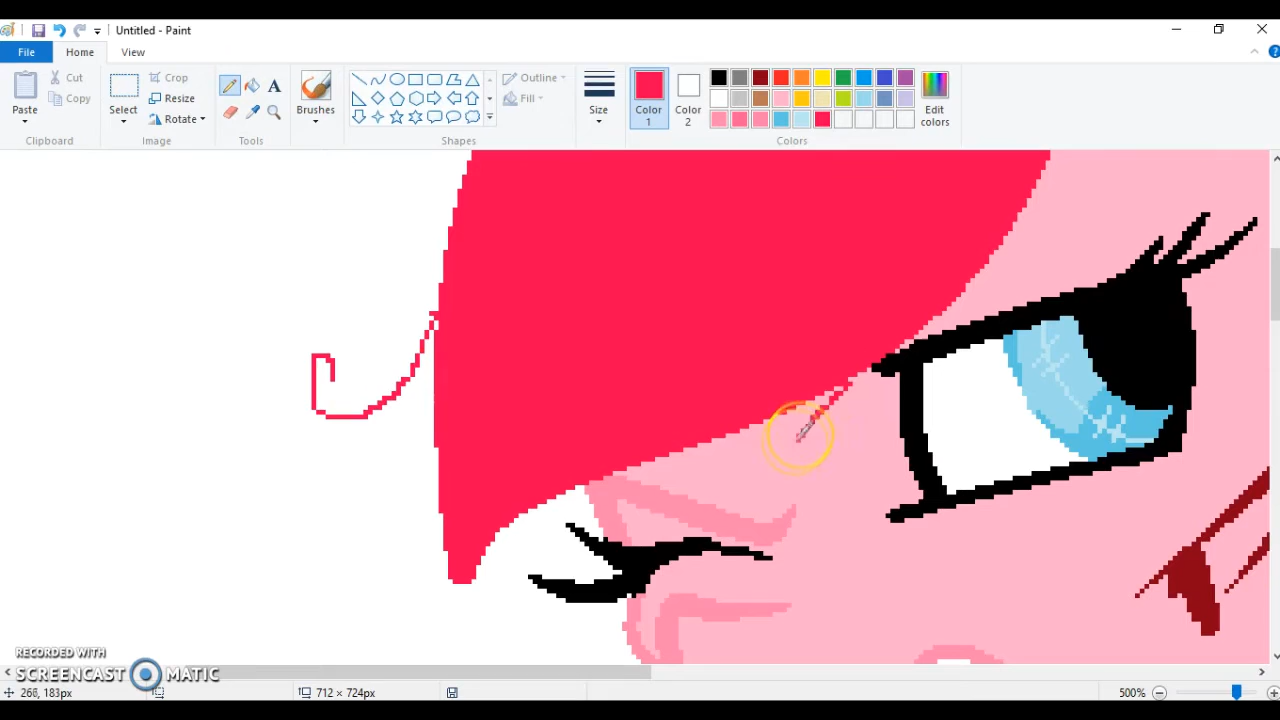 Untitled - Paint
File
Home
View
Paste
Cut
Copy
Clipboard
Select
Crop
Resize
Rotate
Image
Tools
Brushes
Shapes
Outline
Fill
Size
Color 1
Color 2
Edit colors
Colors
RECORDED WITH
SCREENCAST MATIC
268, 183px
712 × 724px
500%